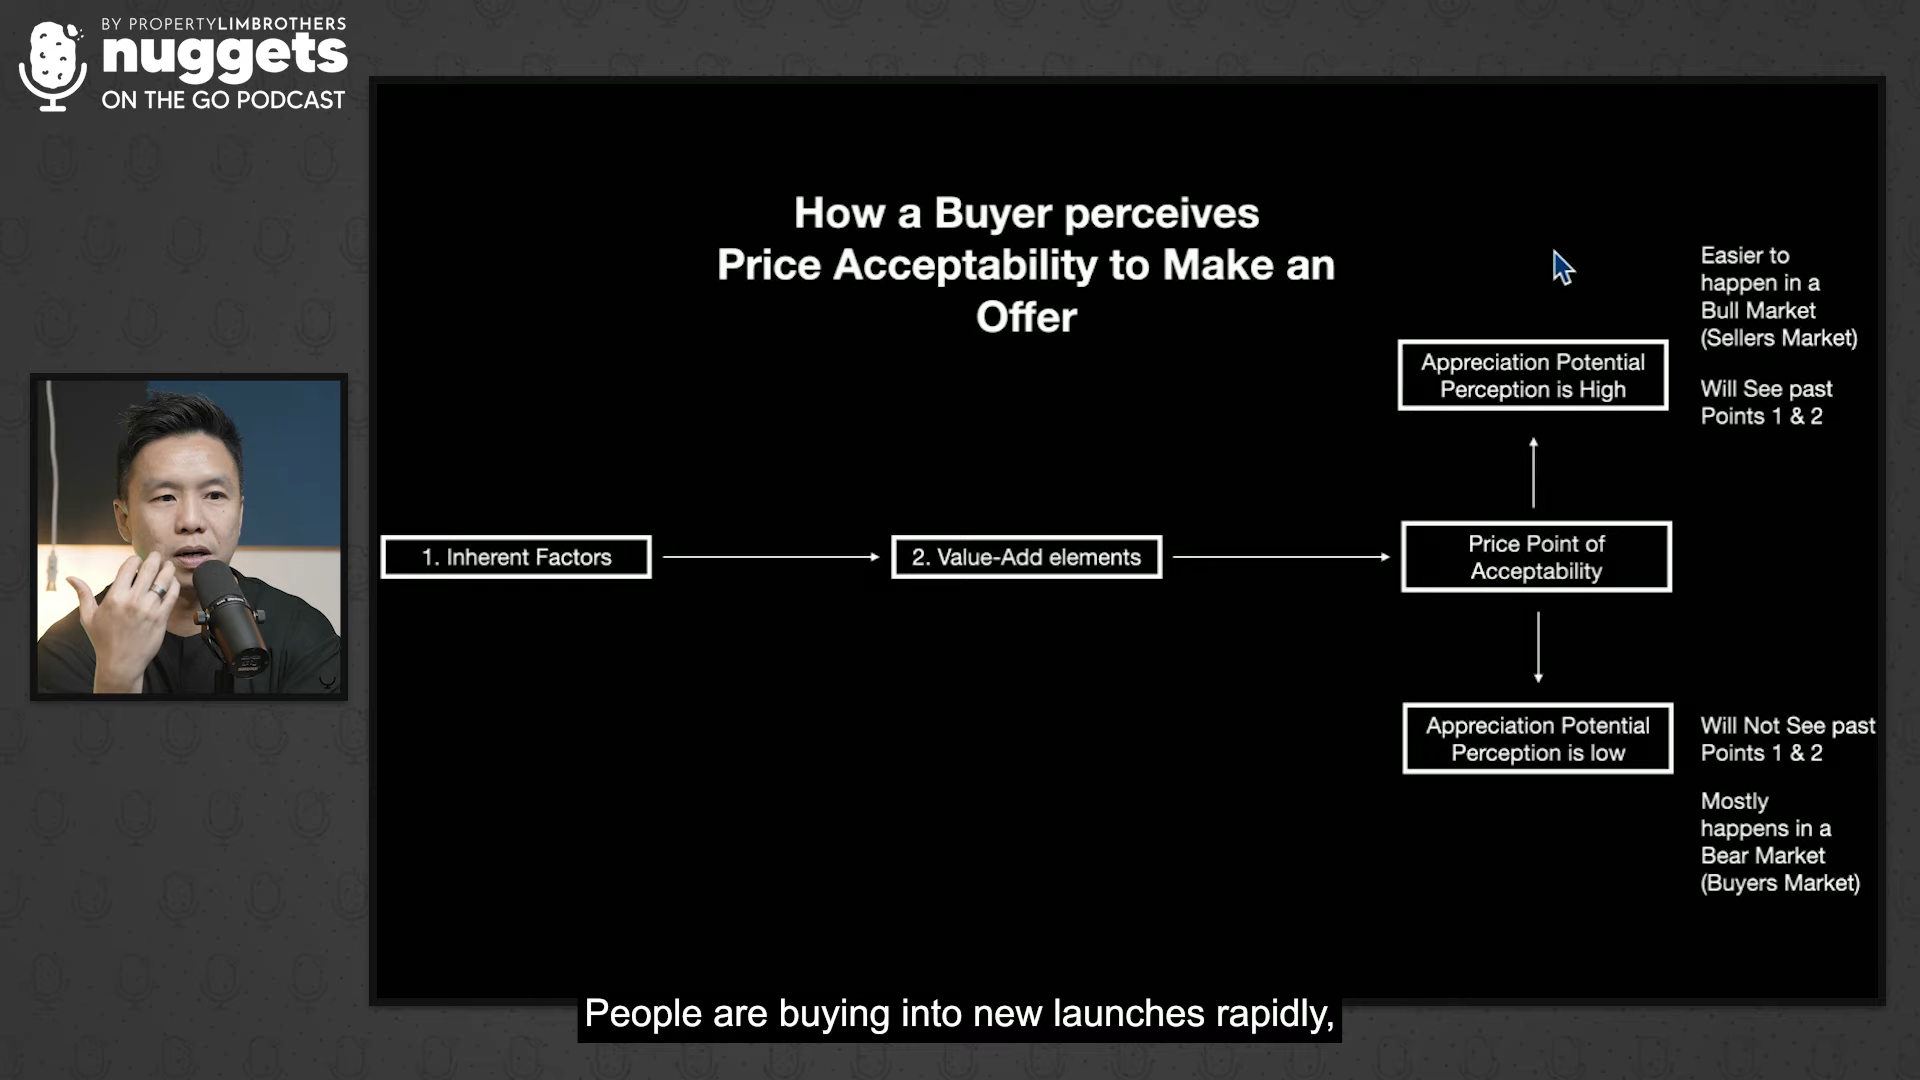 BY PROPERTYLIMBROTHERS
nuggets
ON THE GO PODCAST
How a Buyer perceives
Price Acceptability to Make an
Offer
Easier to
happen in a
Bull Market
(Sellers Market)
Appreciation Potential
Perception is High
Will See past
Points 1 & 2
1. Inherent Factors
2. Value-Add elements
Price Point of
Acceptability
Appreciation Potential
Perception is low
Will Not See past
Points 1 & 2
Mostly
happens in a
Bear Market
(Buyers Market)
People are buying into new launches rapidly,